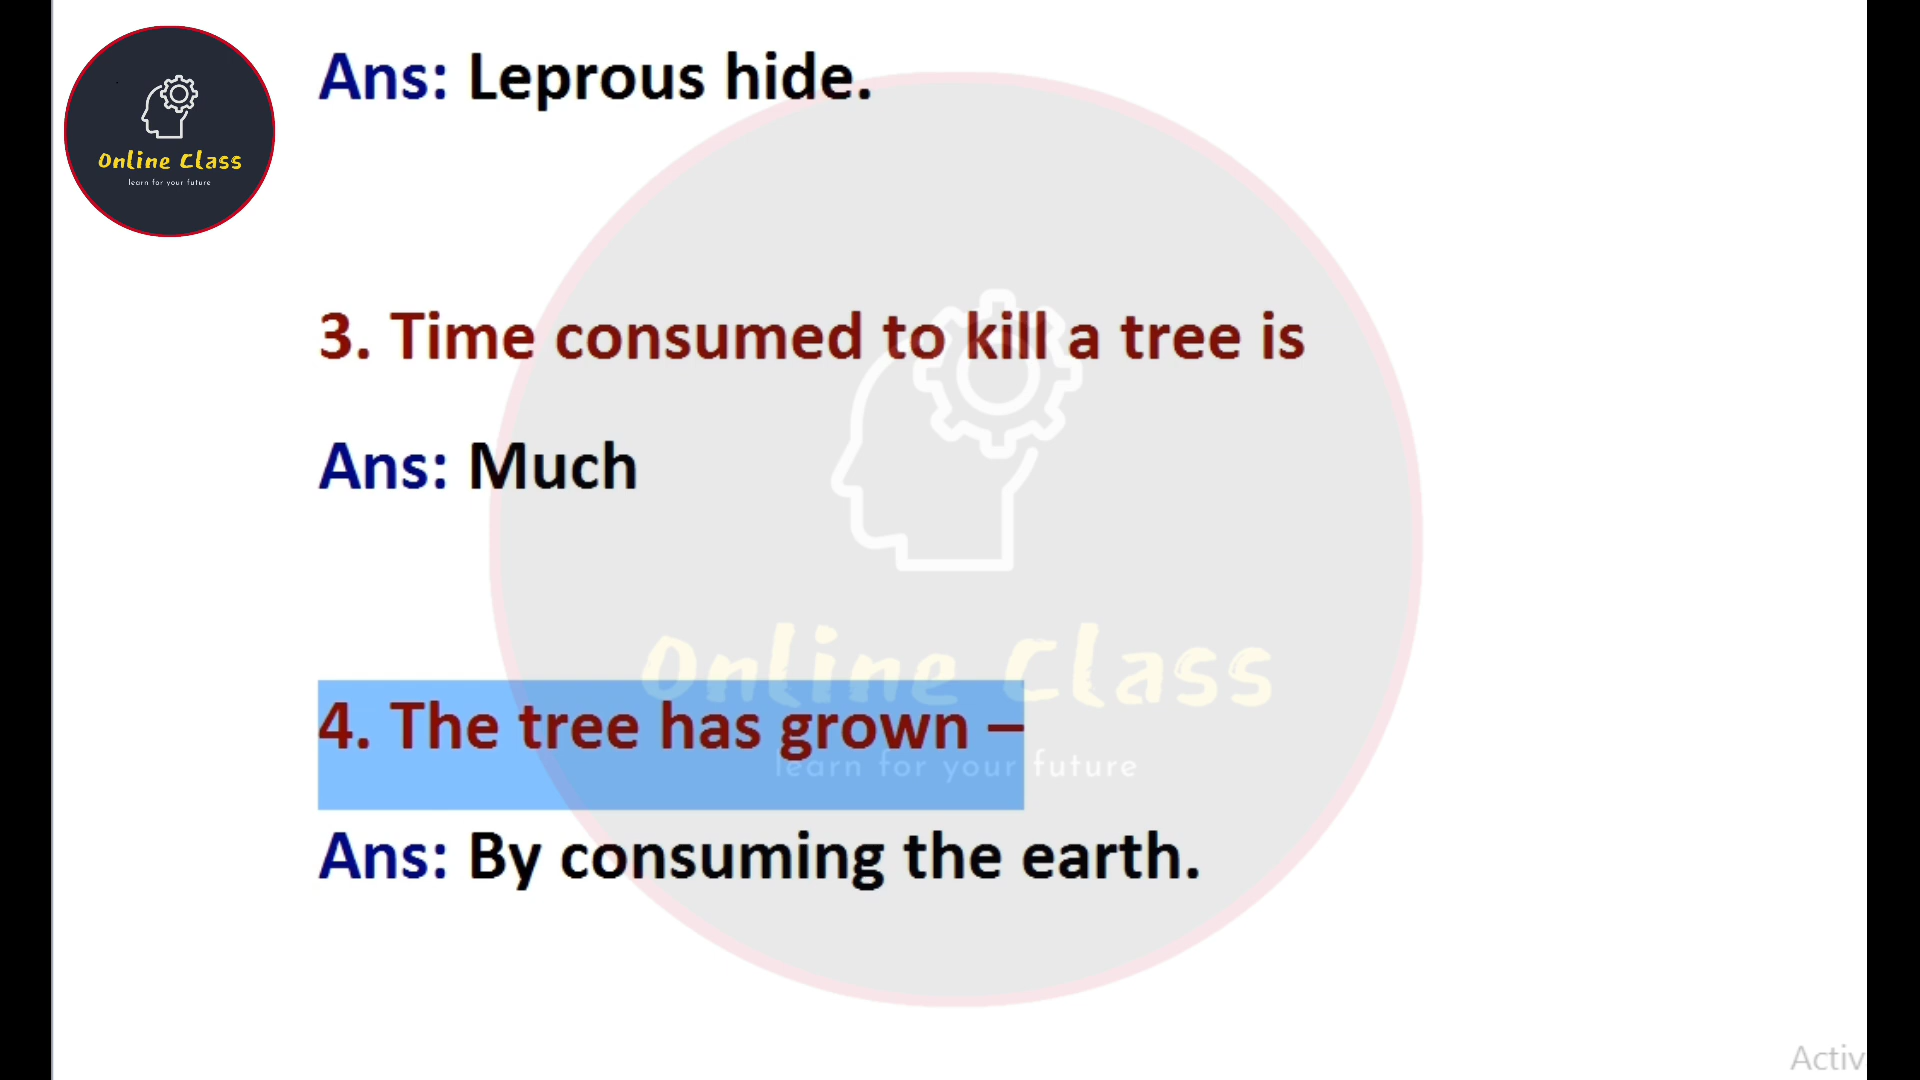 Ans: Leprous hide.
Online Class
learn for your future
3. Time consumed to kill a tree is
Ans: Much
Online Class
4. The tree has grown –
learn for your future
Ans: By consuming the earth.
Activ